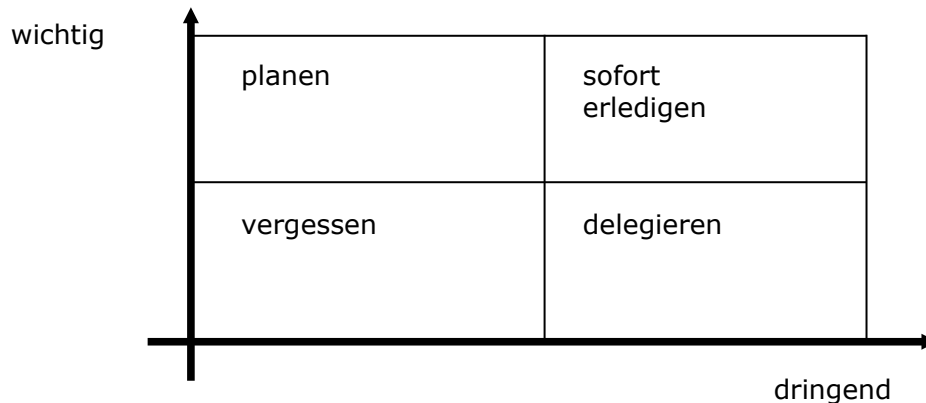 wichtig
planen
sofort
erledigen
vergessen
delegieren
dringend